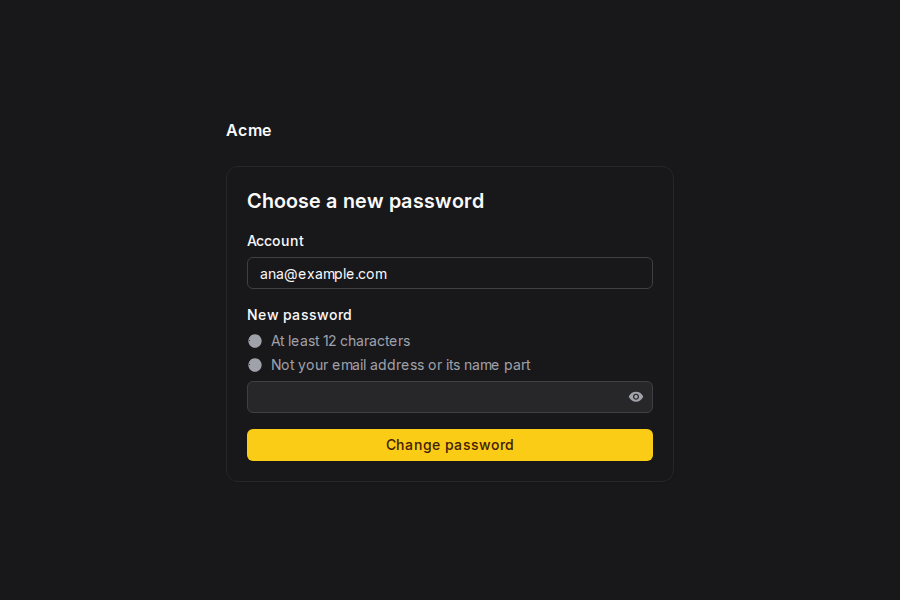 Acme
Choose a new password
Account
ana@example.com
New password
At least 12 characters
Not your email address or its name part
Change password